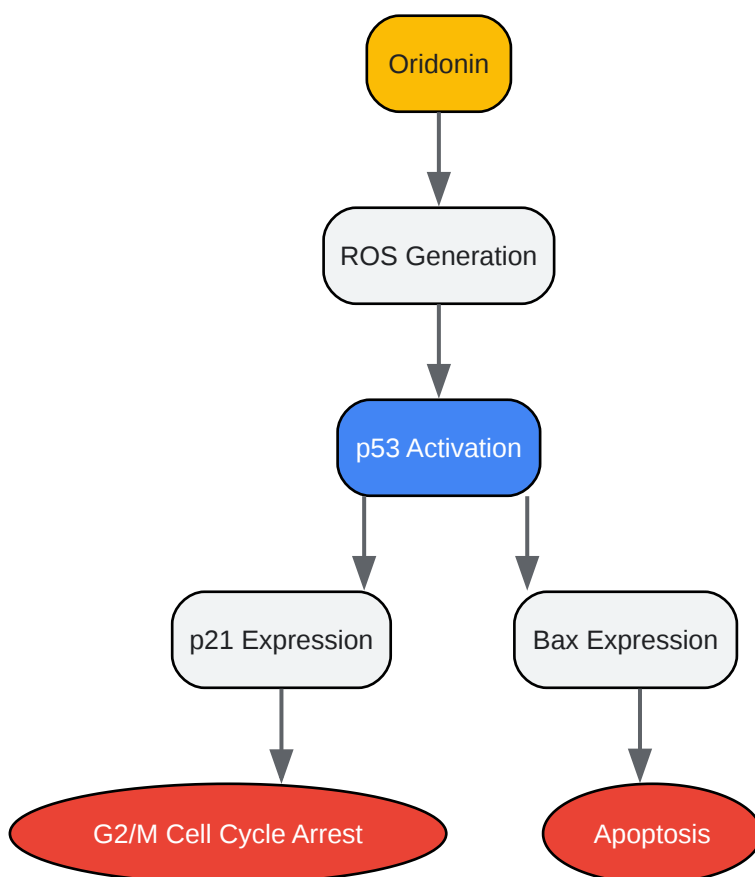 Oridonin
ROS Generation
p53 Activation
p21 Expression
Bax Expression
G2/M Cell Cycle Arrest
Apoptosis